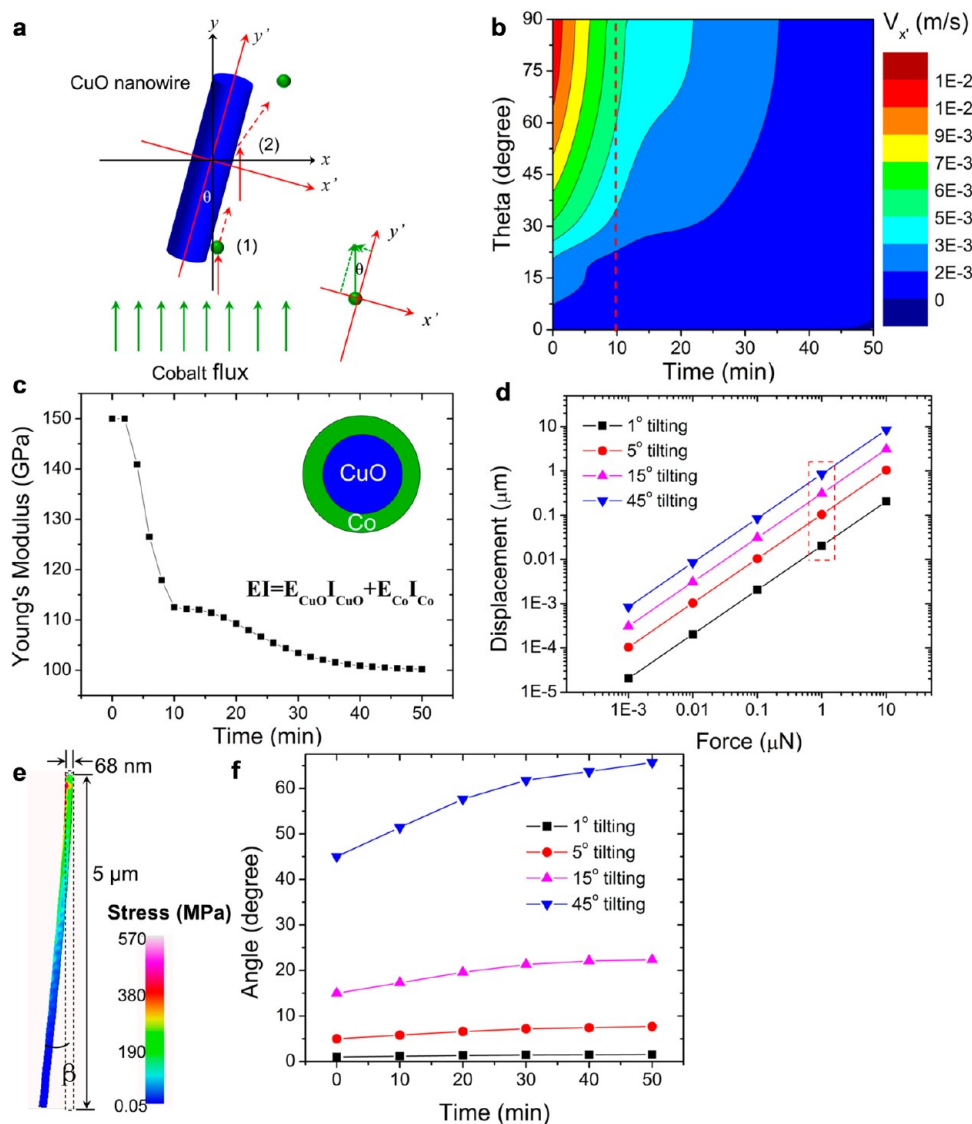 a
y
y'
CuO nanowire
(2)
x
x'
θ
(1)
y'
θ
x'
Cobalt flux
b
Vx' (m/s)
90
75
60
45
30
15
0
Theta (degree)
0 10 20 30 40 50
Time (min)
1E-2
1E-2
9E-3
7E-3
6E-3
5E-3
3E-3
2E-3
0
c
150
140
130
120
110
100
Young's Modulus (GPa)
CuO
Co
EI=ECuOICuO+ECoICo
0 10 20 30 40 50
Time (min)
d
10
1
0.1
0.01
1E-3
1E-4
1E-5
Displacement (μm)
1° tilting
5° tilting
15° tilting
45° tilting
1E-3 0.01 0.1 1 10
Force (μN)
e
68 nm
5 μm
Stress (MPa)
570
380
190
0.05
β
f
60
50
40
30
20
10
0
Angle (degree)
1° tilting
5° tilting
15° tilting
45° tilting
0 10 20 30 40 50
Time (min)